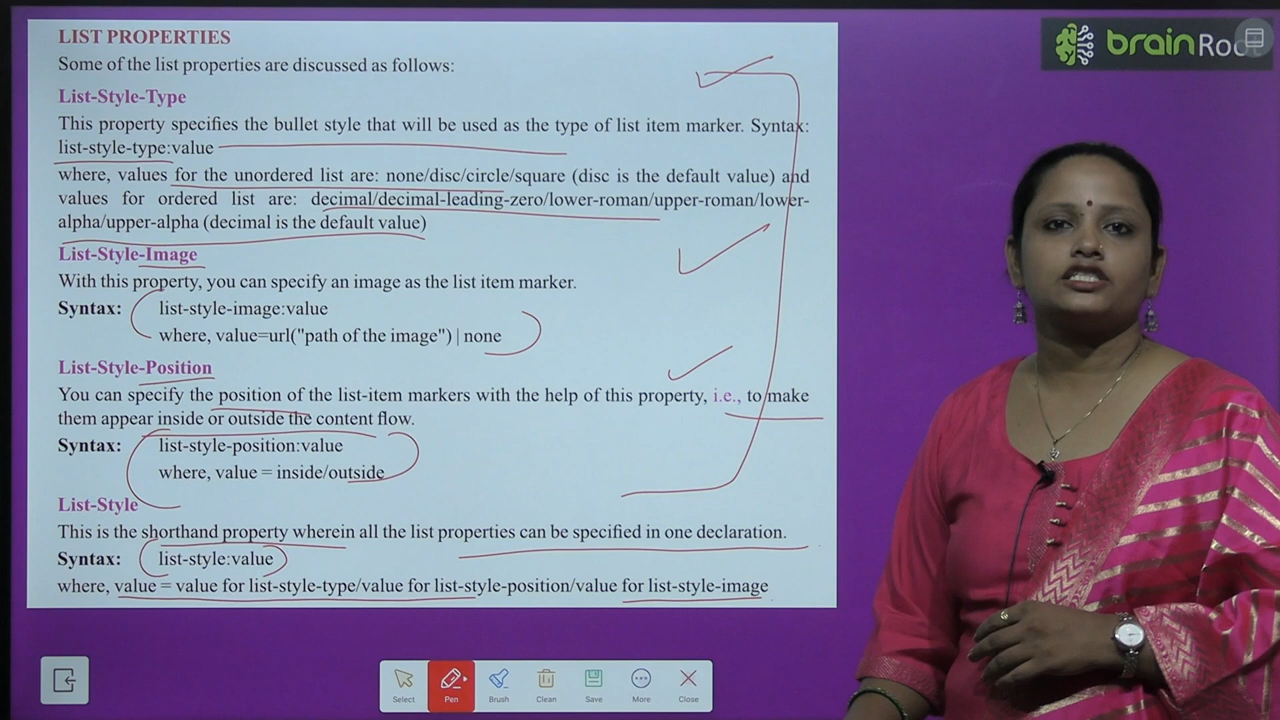 LIST PROPERTIES
Some of the list properties are discussed as follows:
List-Style-Type
This property specifies the bullet style that will be used as the type of list item marker. Syntax:
list-style-type:value
where, values for the unordered list are: none/disc/circle/square (disc is the default value) and
values for ordered list are: decimal/decimal-leading-zero/lower-roman/upper-roman/lower-
alpha/upper-alpha (decimal is the default value)
List-Style-Image
With this property, you can specify an image as the list item marker.
Syntax: list-style-image:value
where, value=url("path of the image") | none
List-Style-Position
You can specify the position of the list-item markers with the help of this property, i.e., to make
them appear inside or outside the content flow.
Syntax: list-style-position:value
where, value = inside/outside
List-Style
This is the shorthand property wherein all the list properties can be specified in one declaration.
Syntax: list-style:value
where, value = value for list-style-type/value for list-style-position/value for list-style-image
Select Pen Brush Clean Save More Close